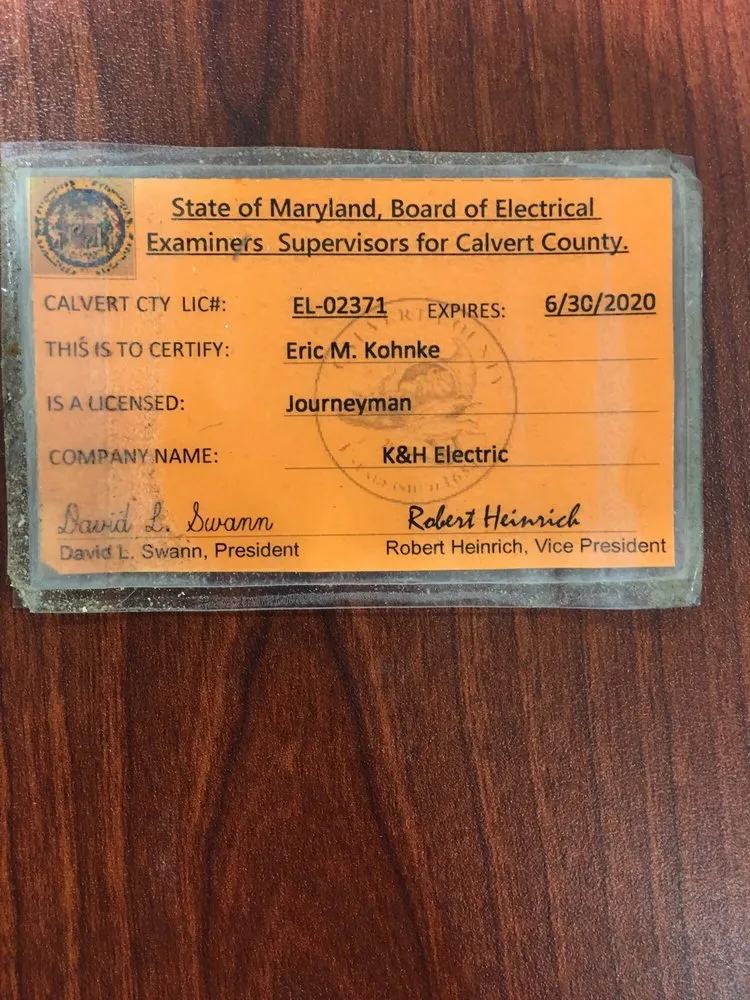 State of Maryland, Board of Electrical
Examiners Supervisors for Calvert County.
CALVERT CTY LIC#: EL-02371 EXPIRES: 6/30/2020
THIS IS TO CERTIFY: Eric M. Kohnke
IS A LICENSED: Journeyman
COMPANY NAME: K&H Electric
CALVERT COUNTY
David L. Swann Robert Heinrich
David L. Swann, President Robert Heinrich, Vice President